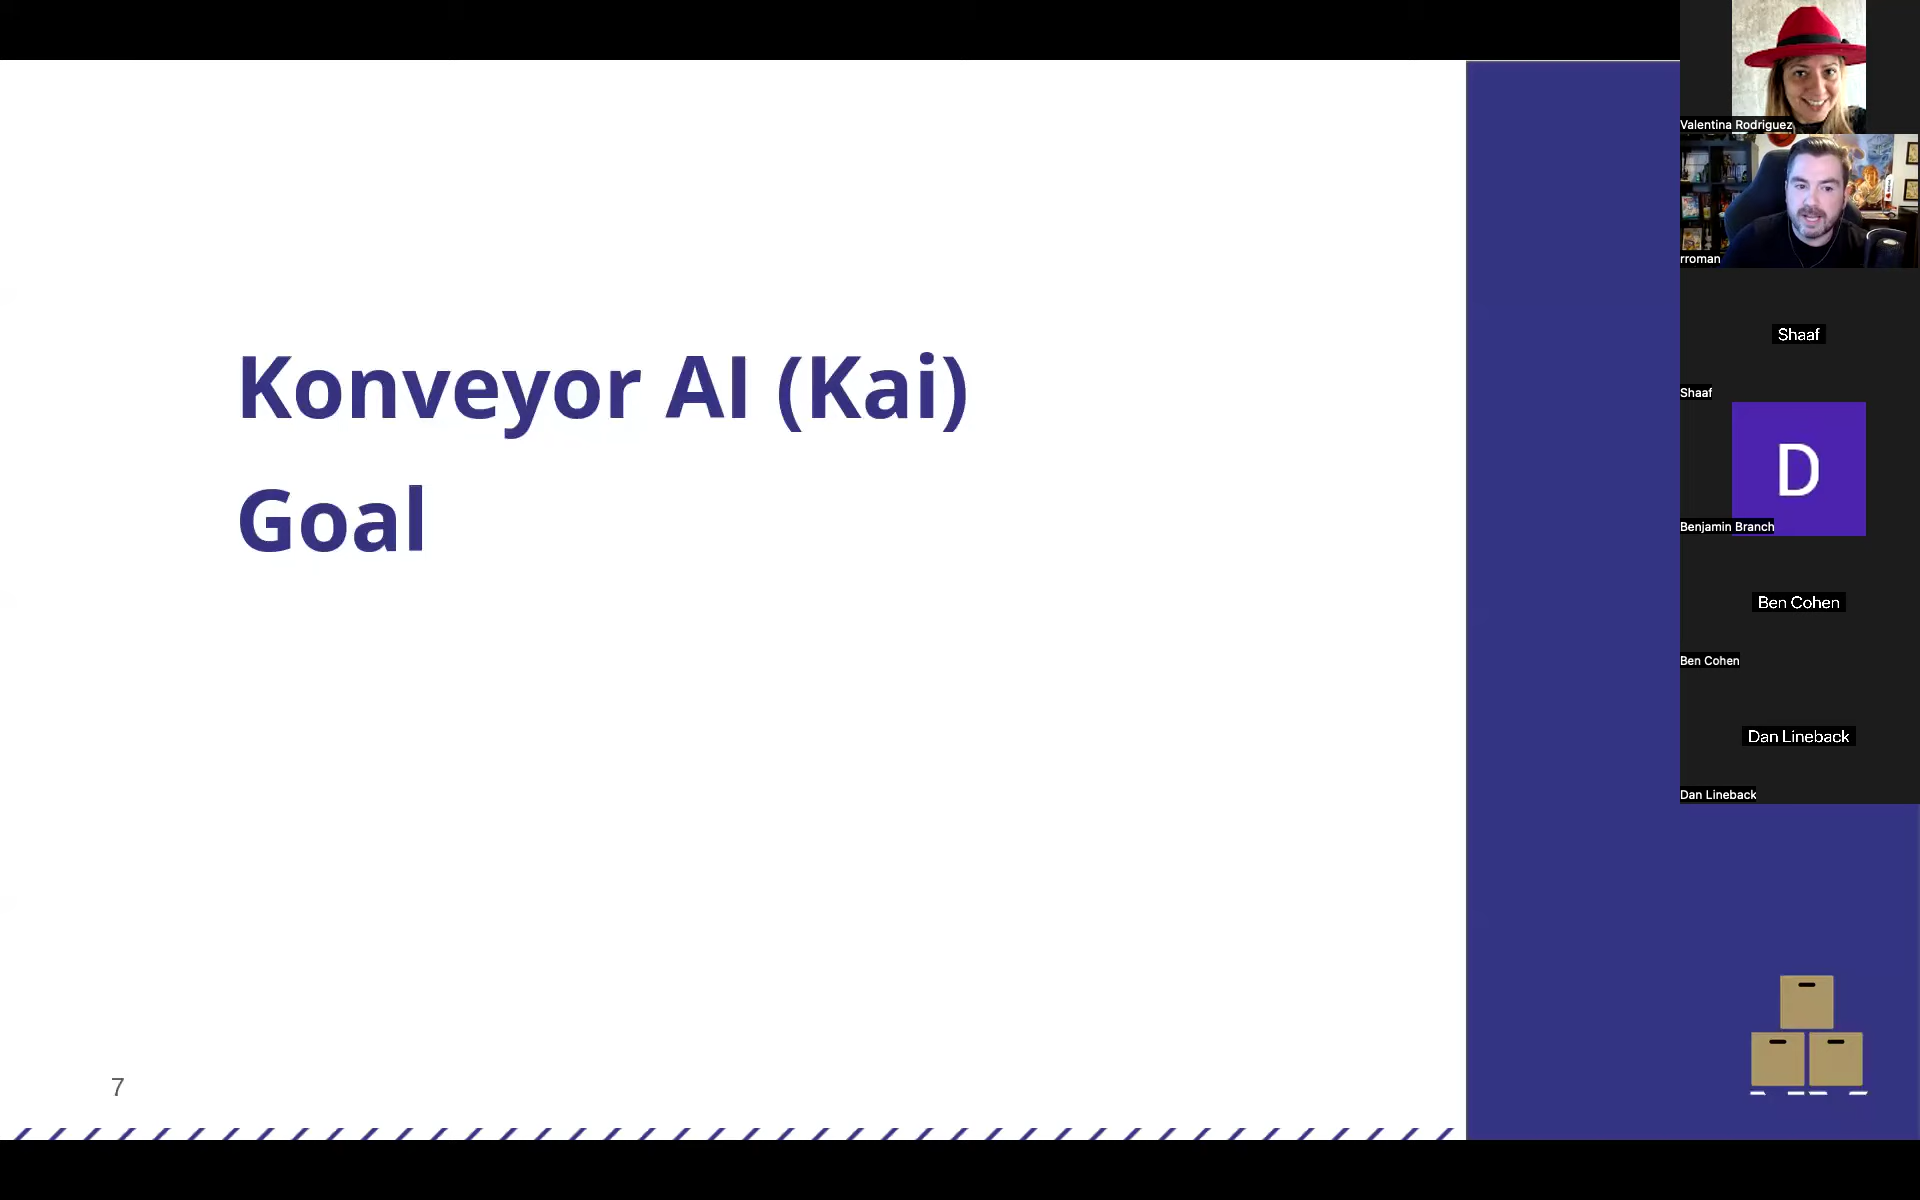 Konveyor AI (Kai)
Goal
7
Valentina Rodriguez
rroman
Shaaf
Shaaf
D
Benjamin Branch
Ben Cohen
Ben Cohen
Dan Lineback
Dan Lineback